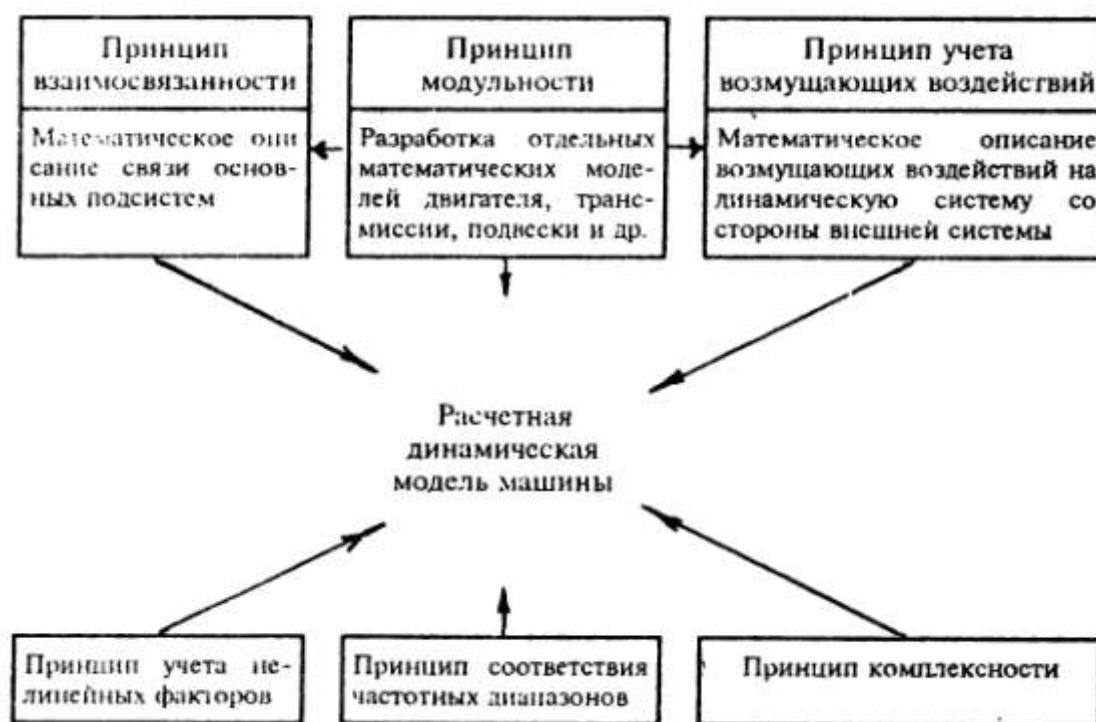 Принцип
взаимосвязанности
Математическое опи
сание связи основ-
ных подсистем
Принцип
модульности
Разработка отдельных
математических моде-
лей двигателя, транс-
миссии, подвески и др.
Принцип учета
возмущающих воздействий
Математическое описание
возмущающих воздействий на
динамическую систему со
стороны внешней системы
Расчетная
динамическая
модель машины
Принцип учета не-
линейных факторов
Принцип соответствия
частотных диапазонов
Принцип комплексности